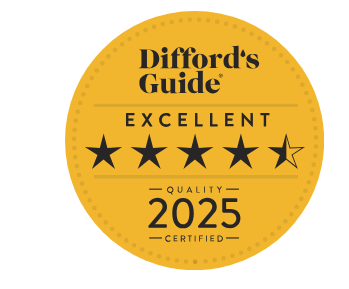 Difford's
Guide®
EXCELLENT
QUALITY
2025
CERTIFIED